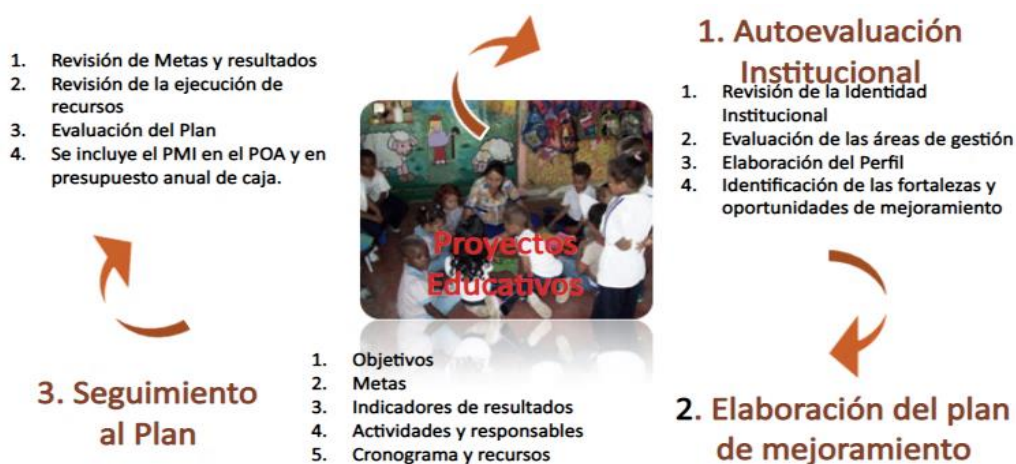 1. Autoevaluación
Institucional
1. Revisión de la Identidad
Institucional
2. Evaluación de las áreas de gestión
3. Elaboración del Perfil
4. Identificación de las fortalezas y
oportunidades de mejoramiento
2. Elaboración del plan
de mejoramiento
1. Objetivos
2. Metas
3. Indicadores de resultados
4. Actividades y responsables
5. Cronograma y recursos
3. Seguimiento
al Plan
1. Revisión de Metas y resultados
2. Revisión de la ejecución de
recursos
3. Evaluación del Plan
4. Se incluye el PMI en el POA y en
presupuesto anual de caja.
Proyectos
Educativos